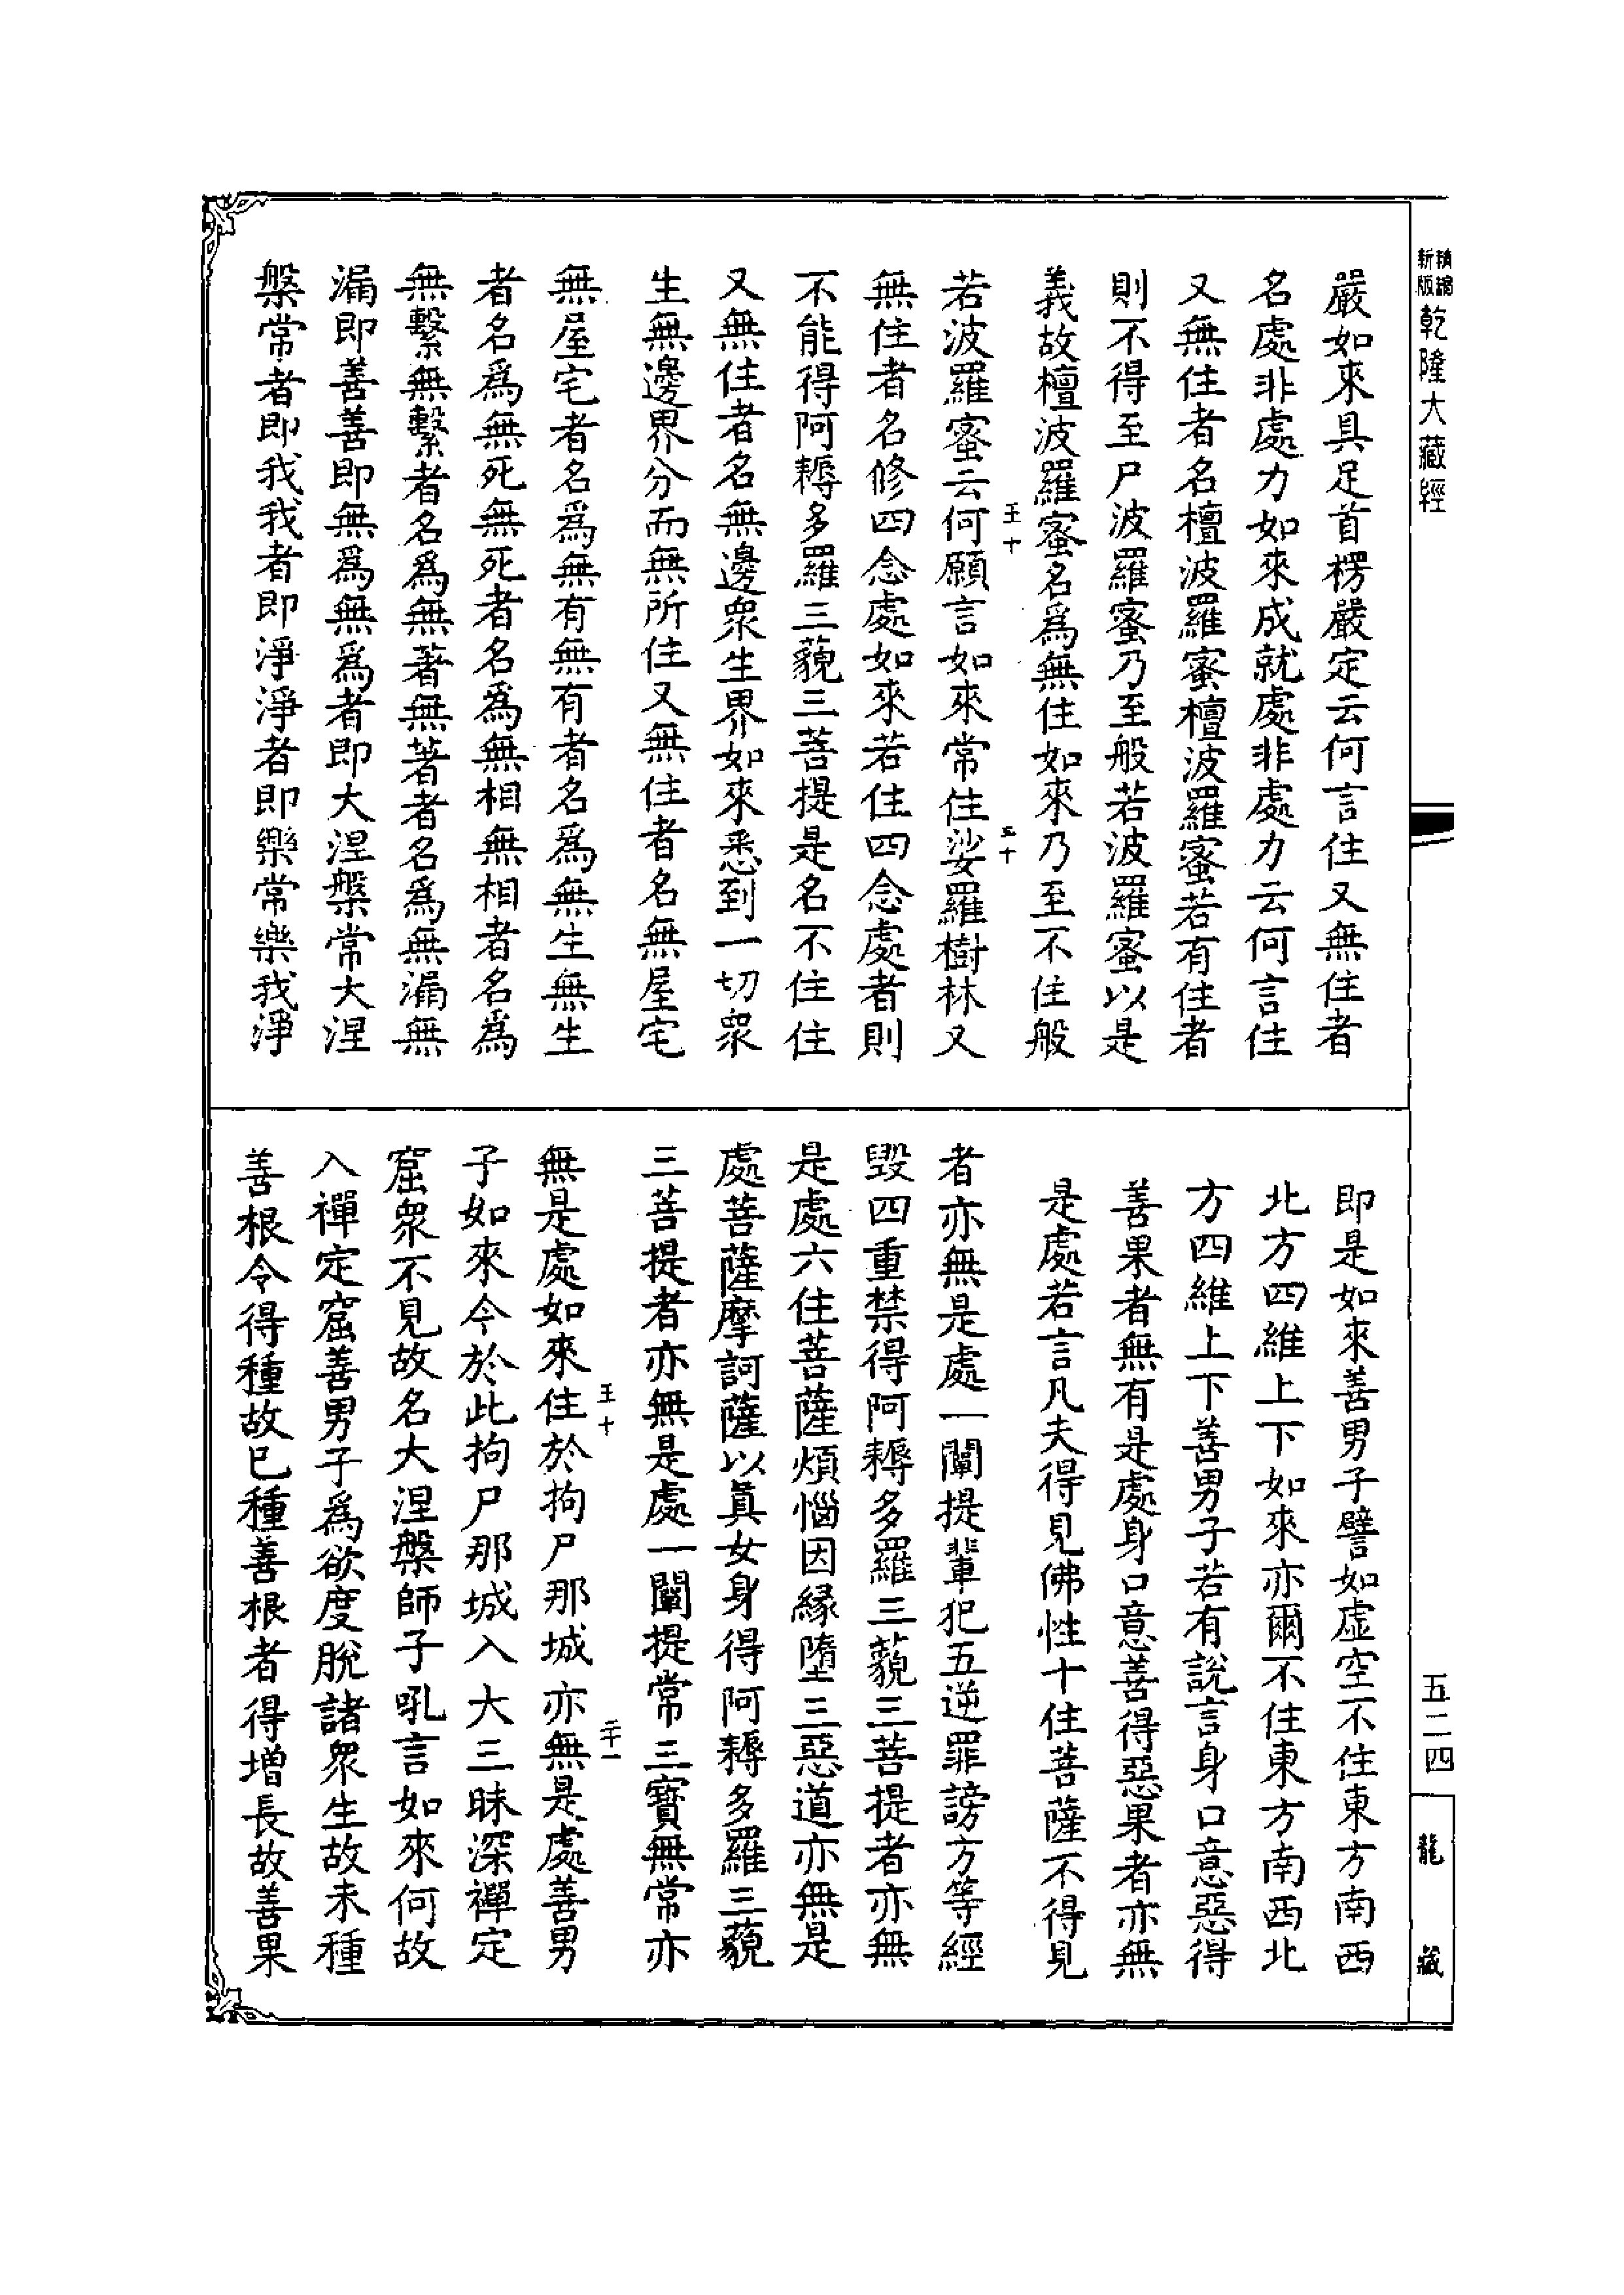 新版
精編
乾隆大藏經
五二四
龍藏
嚴如來具足首楞嚴定云何言住又無住者
名處非處力如來成就處非處力云何言住
又無住者名檀波羅蜜檀波羅蜜若有住者
則不得至尸波羅蜜乃至般若波羅蜜以是
義故檀波羅蜜名爲無住如來乃至不住般
王十
二十
若波羅蜜云何願言如來常住娑羅樹林又
無住者名修四念處如來若住四念處者則
不能得阿耨多羅三藐三菩提是名不住住
又無住者名無邊衆生界如來悉到一切衆
生無邊界分而無所住又無住者名無屋宅
無屋宅者名爲無有無有者名爲無生無生
者名爲無死無死者名爲無相無相者名爲
無繫無繫者名爲無著無著者名爲無漏無
漏即善善即無爲無爲者即大涅槃常大涅
槃常者即我我者即淨淨者即樂常樂我淨
即是如來善男子譬如虛空不住東方南西
北方四維上下如來亦爾不住東方南西北
方四維上下善男子若有說言身口意惡得
善果者無有是處身口意善得惡果者亦無
是處若言凡夫得見佛性十住菩薩不得見
者亦無是處一闡提輩犯五逆罪謗方等經
毀四重禁得阿耨多羅三藐三菩提者亦無
是處六住菩薩煩惱因縁墮三惡道亦無是
處菩薩摩訶薩以眞女身得阿耨多羅三藐
三菩提者亦無是處一闡提常三寶無常亦
王十
二十一
無是處如來住於拘尸那城亦無是處善男
子如來今於此拘尸那城入大三昧深禪定
窟衆不見故名大涅槃師子吼言如來何故
入禪定窟善男子爲欲度脫諸衆生故未種
善根令得種故已種善根者得增長故善果